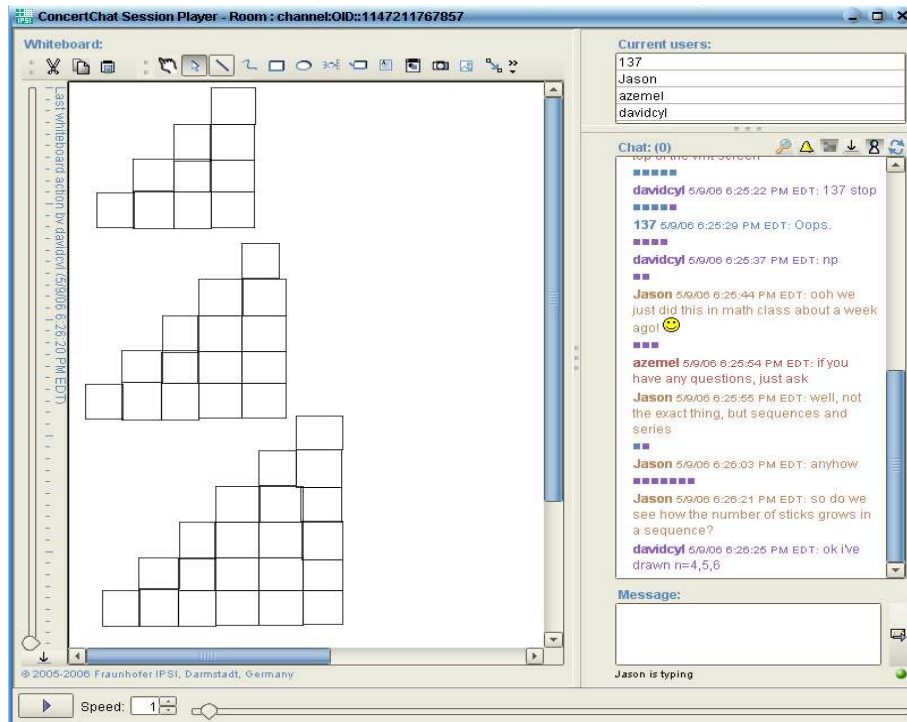 ConcertChat Session Player - Room : channel:OID::1147211767857
Whiteboard:
Last whiteboard action by davidcyl (5/9/06 6:26:20 PM EDT)
© 2005-2006 Fraunhofer IPSI, Darmstadt, Germany
Current users:
137
Jason
azemel
davidcyl
Chat: (0)
top of the vmt screen
davidcyl 5/9/06 6:25:22 PM EDT: 137 stop
137 5/9/06 6:25:29 PM EDT: Oops.
davidcyl 5/9/06 6:25:37 PM EDT: np
Jason 5/9/06 6:25:44 PM EDT: ooh we
just did this in math class about a week
ago!
azemel 5/9/06 6:25:54 PM EDT: if you
have any questions, just ask
Jason 5/9/06 6:25:55 PM EDT: well, not
the exact thing, but sequences and
series
Jason 5/9/06 6:26:03 PM EDT: anyhow
Jason 5/9/06 6:26:21 PM EDT: so do we
see how the number of sticks grows in
a sequence?
davidcyl 5/9/06 6:26:25 PM EDT: ok i've
drawn n=4,5,6
Message:
Jason is typing
Speed: 1